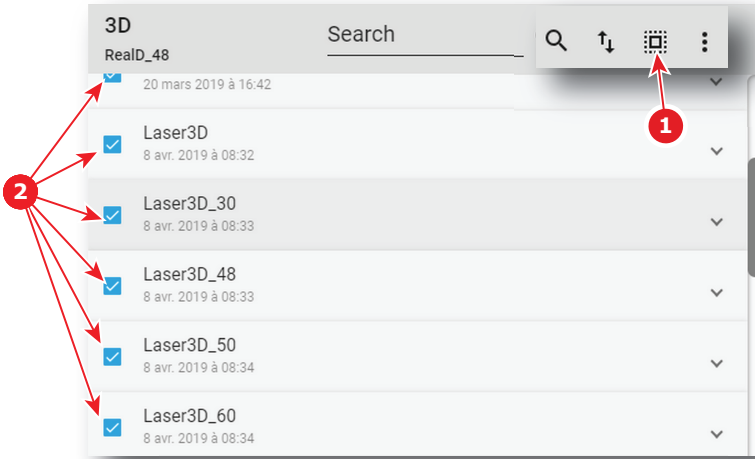 3D
RealD_48
Search
1
20 mars 2019 à 16:42
Laser3D
8 avr. 2019 à 08:32
2
Laser3D_30
8 avr. 2019 à 08:33
Laser3D_48
8 avr. 2019 à 08:33
Laser3D_50
8 avr. 2019 à 08:34
Laser3D_60
8 avr. 2019 à 08:34